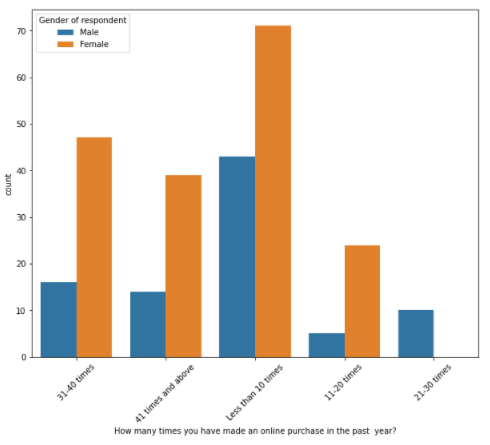 Gender of respondent
Male
Female
70
60
50
40
30
20
10
0
count
31-40 times
41 times and above
Less than 10 times
11-20 times
21-30 times
How many times you have made an online purchase in the past  year?